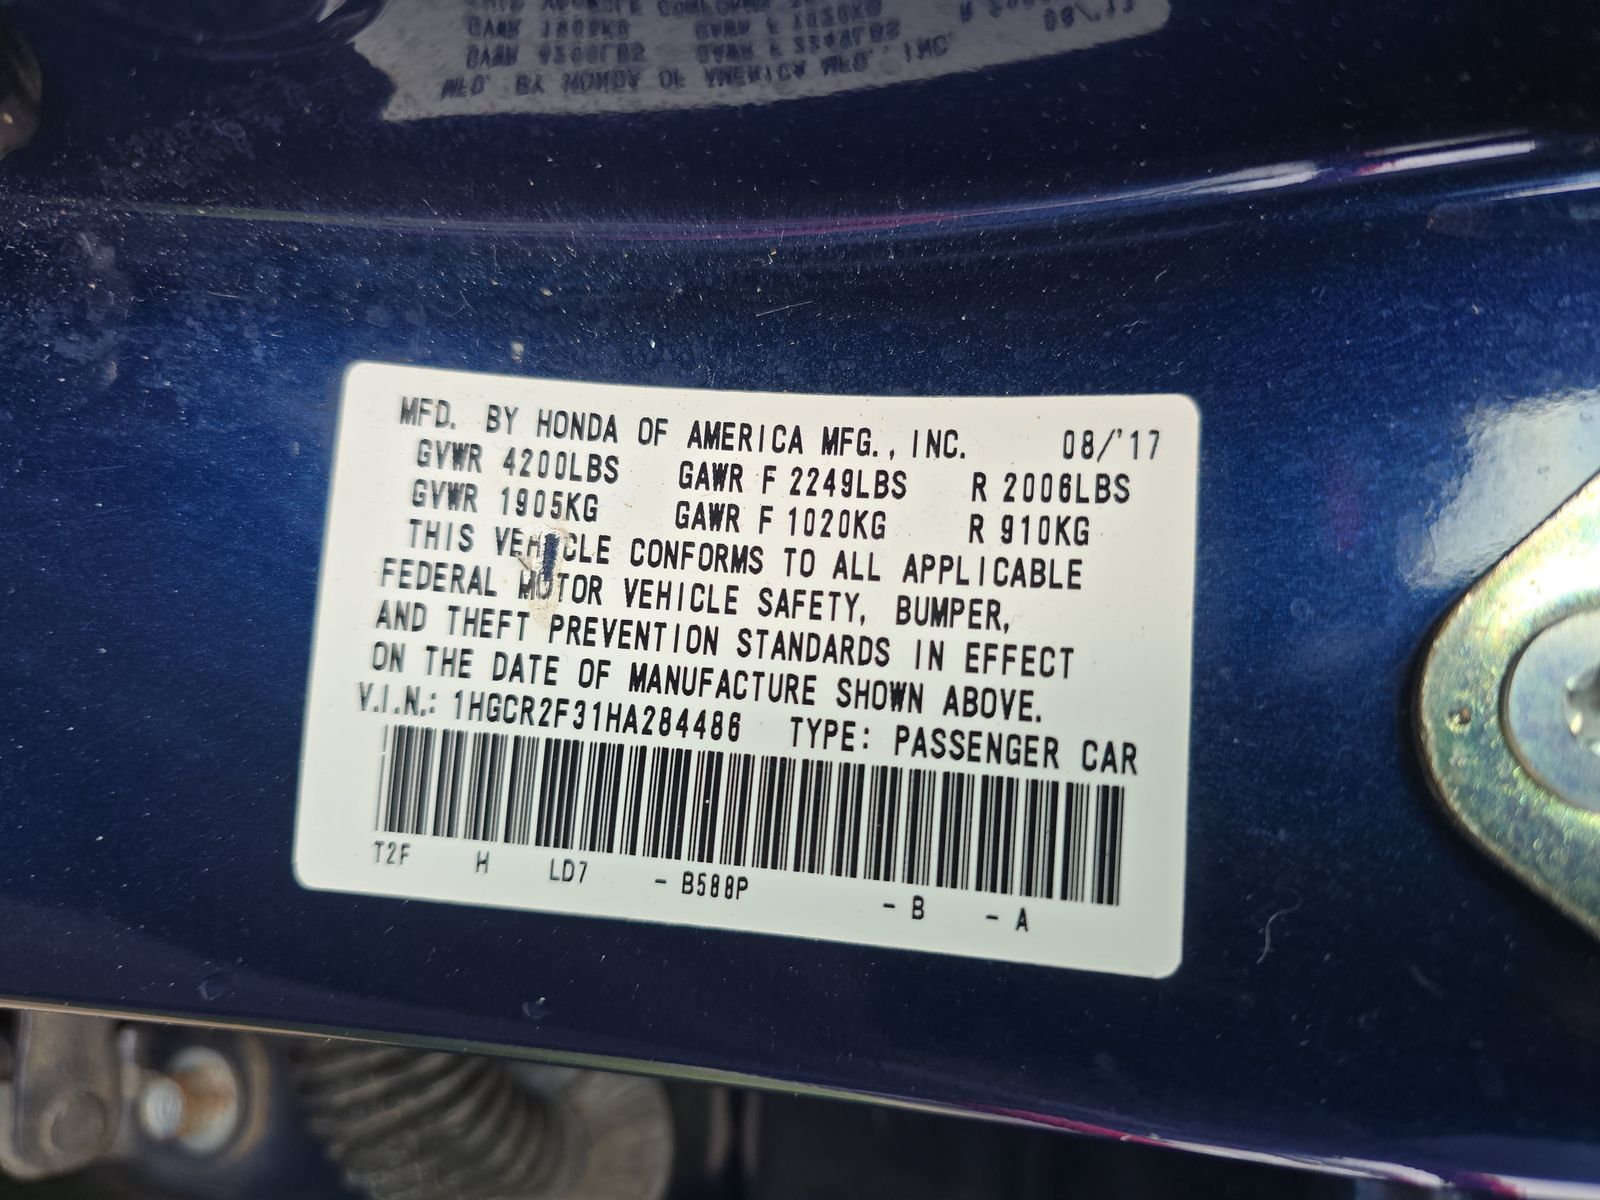 MFD. BY HONDA OF AMERICA MFG., INC. 08/'17
GVWR 4200LBS GAWR F 2249LBS R 2006LBS
GVWR 1905KG GAWR F 1020KG R 910KG
THIS VEHICLE CONFORMS TO ALL APPLICABLE
FEDERAL MOTOR VEHICLE SAFETY, BUMPER,
AND THEFT PREVENTION STANDARDS IN EFFECT
ON THE DATE OF MANUFACTURE SHOWN ABOVE.
V.I.N.: 1HGCR2F31HA284486 TYPE: PASSENGER CAR
T2F H LD7 - B588P - B - A